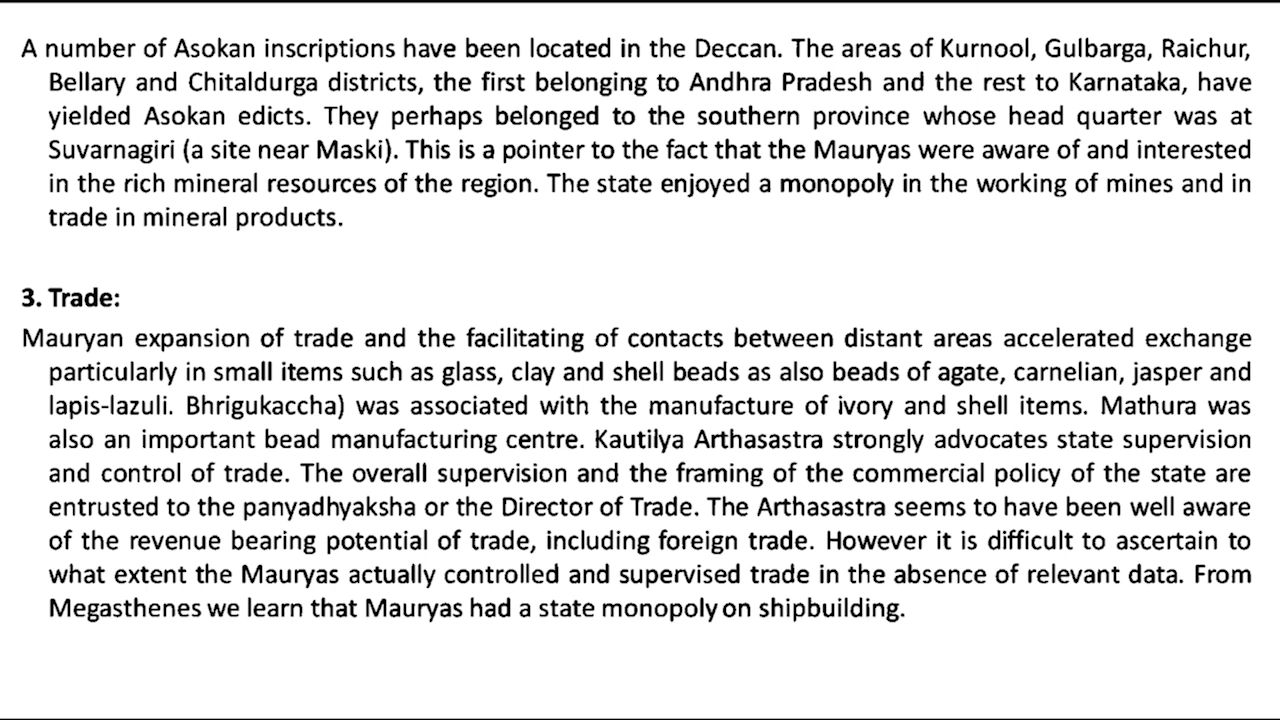 A number of Asokan inscriptions have been located in the Deccan. The areas of Kurnool, Gulbarga, Raichur,
Bellary and Chitaldurga districts, the first belonging to Andhra Pradesh and the rest to Karnataka, have
yielded Asokan edicts. They perhaps belonged to the southern province whose head quarter was at
Suvarnagiri (a site near Maski). This is a pointer to the fact that the Mauryas were aware of and interested
in the rich mineral resources of the region. The state enjoyed a monopoly in the working of mines and in
trade in mineral products.
3. Trade:
Mauryan expansion of trade and the facilitating of contacts between distant areas accelerated exchange
particularly in small items such as glass, clay and shell beads as also beads of agate, carnelian, jasper and
lapis-lazuli. Bhrigukaccha) was associated with the manufacture of ivory and shell items. Mathura was
also an important bead manufacturing centre. Kautilya Arthasastra strongly advocates state supervision
and control of trade. The overall supervision and the framing of the commercial policy of the state are
entrusted to the panyadhyaksha or the Director of Trade. The Arthasastra seems to have been well aware
of the revenue bearing potential of trade, including foreign trade. However it is difficult to ascertain to
what extent the Mauryas actually controlled and supervised trade in the absence of relevant data. From
Megasthenes we learn that Mauryas had a state monopoly on shipbuilding.